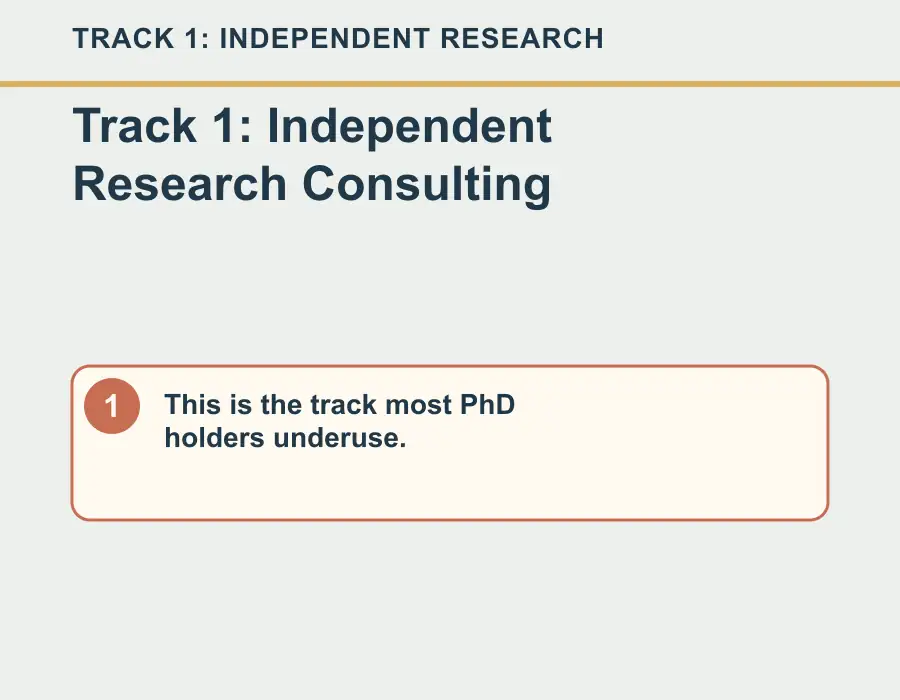 TRACK 1: INDEPENDENT RESEARCH
Track 1: Independent
Research Consulting
1
This is the track most PhD
holders underuse.